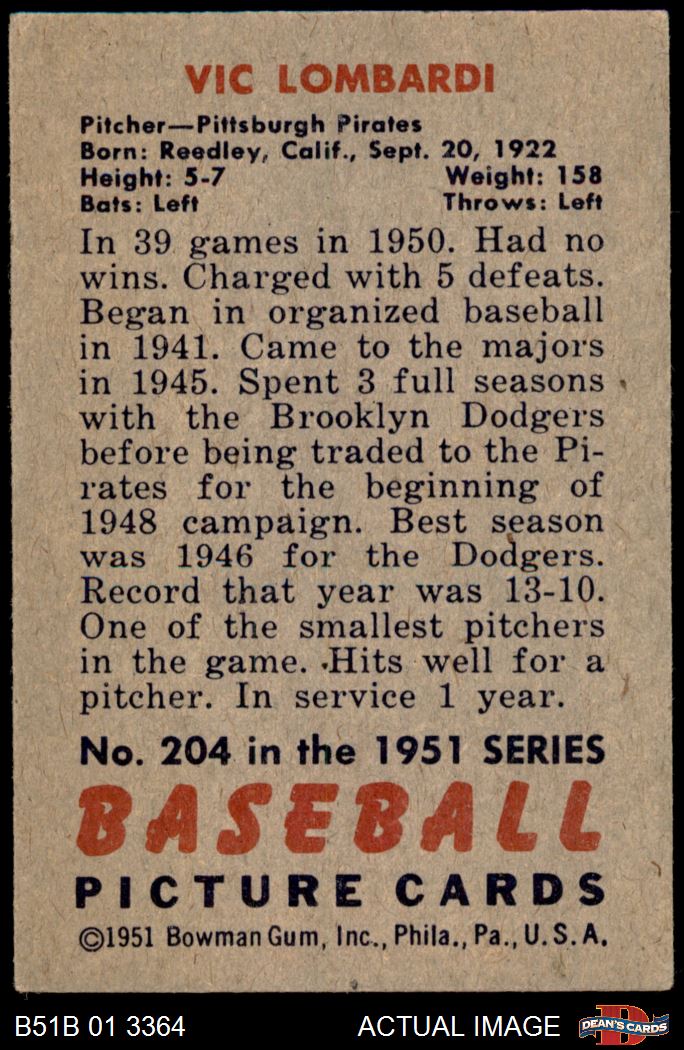 VIC LOMBARDI
Pitcher—Pittsburgh Pirates
Born: Reedley, Calif., Sept. 20, 1922
Height: 5-7 Weight: 158
Bats: Left Throws: Left
In 39 games in 1950. Had no
wins. Charged with 5 defeats.
Began in organized baseball
in 1941. Came to the majors
in 1945. Spent 3 full seasons
with the Brooklyn Dodgers
before being traded to the Pi-
rates for the beginning of
1948 campaign. Best season
was 1946 for the Dodgers.
Record that year was 13-10.
One of the smallest pitchers
in the game. Hits well for a
pitcher. In service 1 year.
No. 204 in the 1951 SERIES
BASEBALL
PICTURE CARDS
©1951 Bowman Gum, Inc., Phila., Pa., U.S.A.
B51B 01 3364 ACTUAL IMAGE D DEAN'S CARDS